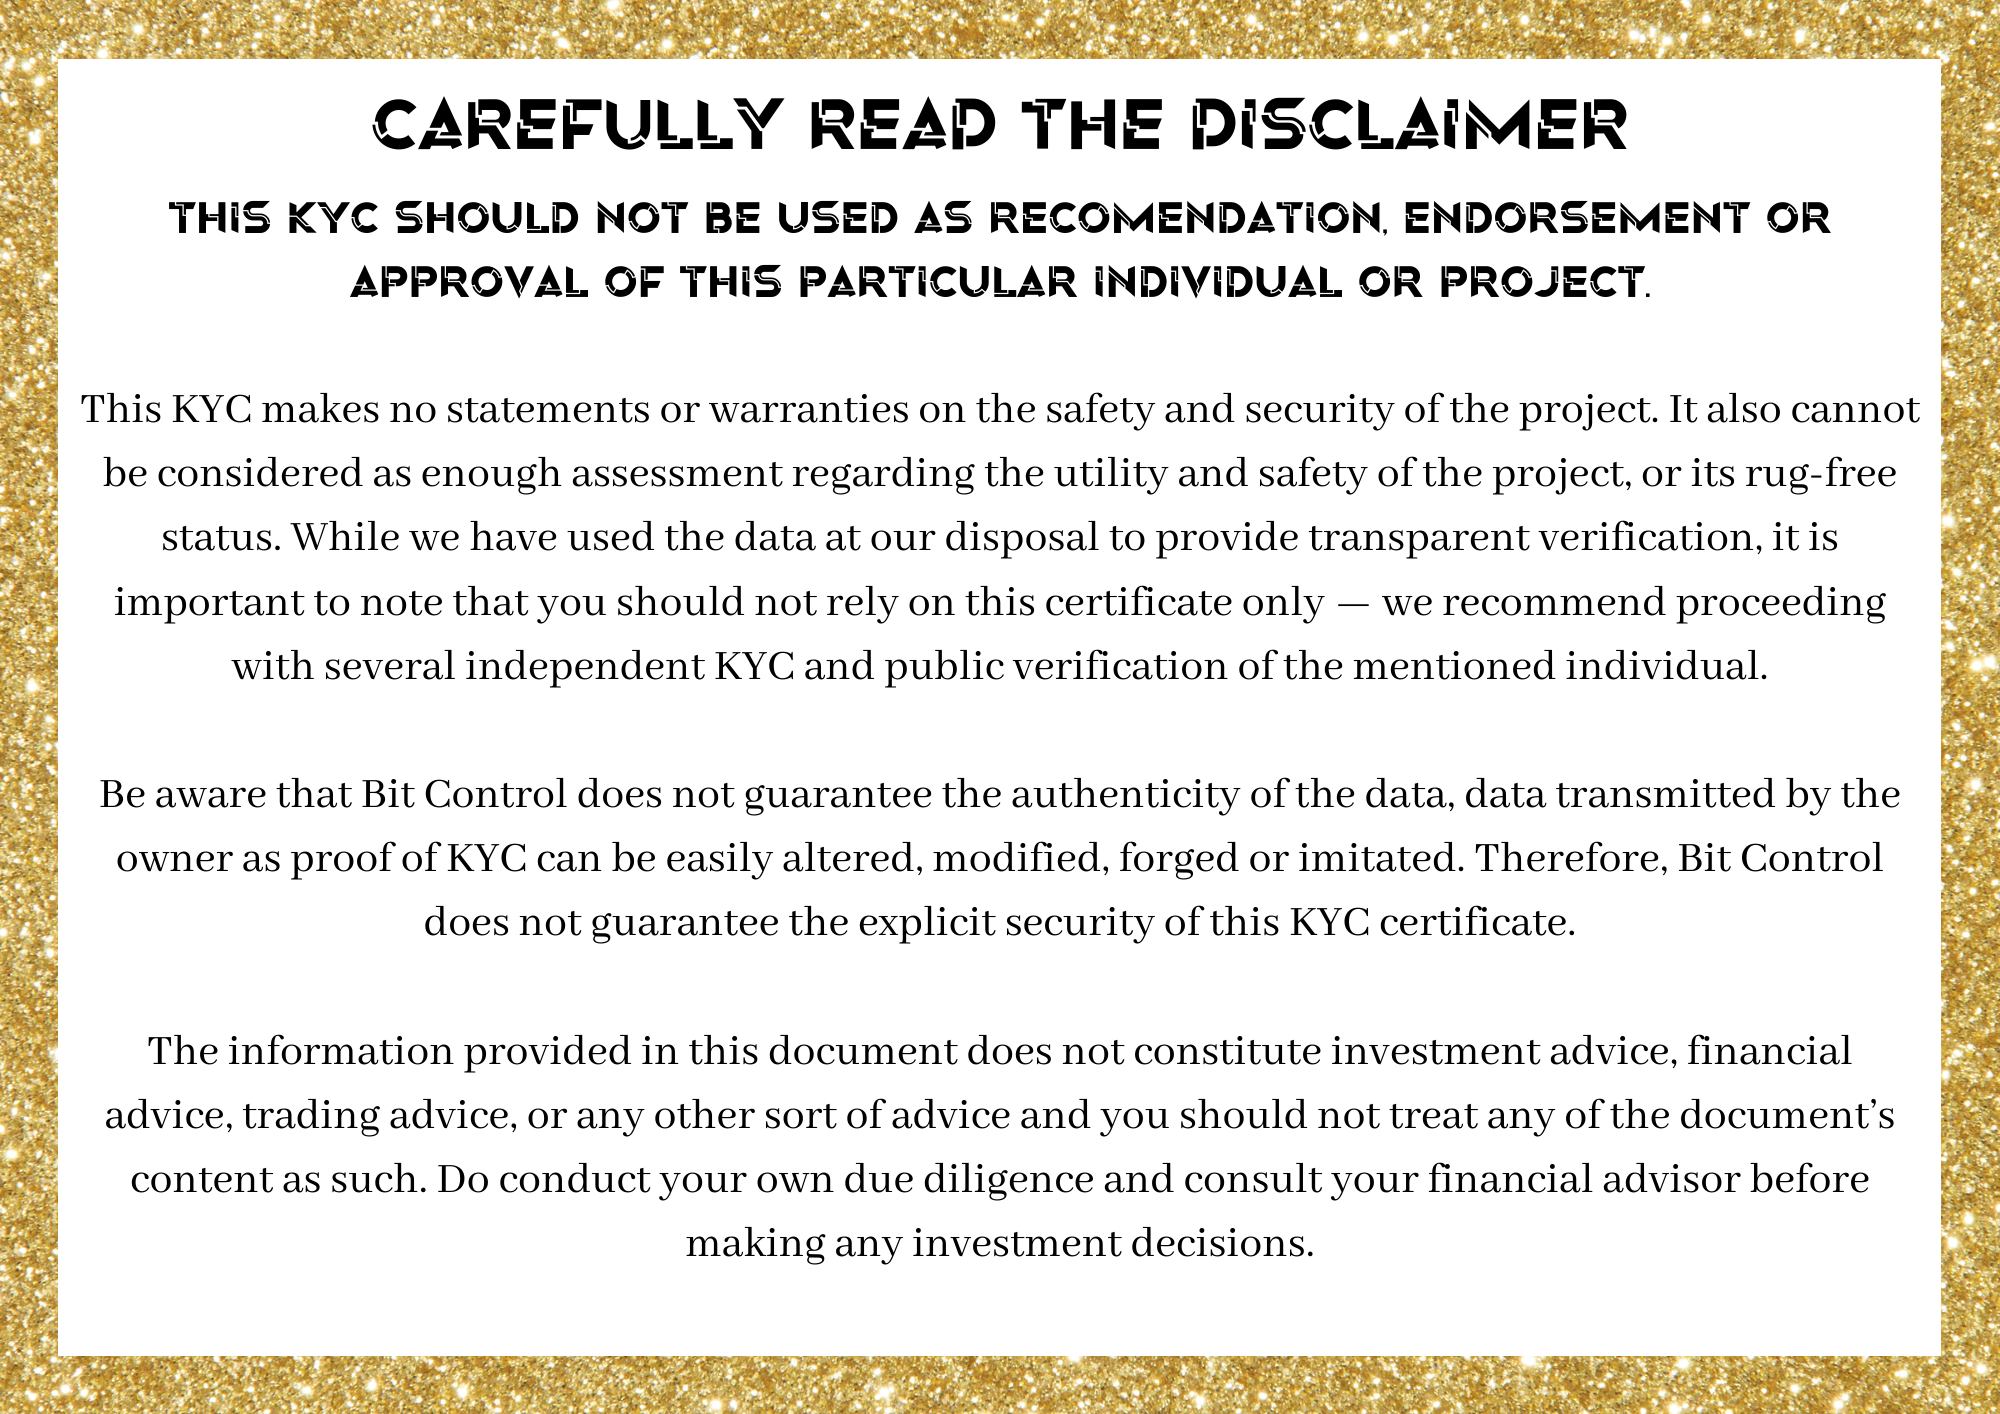 CAREFULLY READ THE DISCLAIMER
THIS KYC SHOULD NOT BE USED AS RECOMENDATION, ENDORSEMENT OR
APPROVAL OF THIS PARTICULAR INDIVIDUAL OR PROJECT.
This KYC makes no statements or warranties on the safety and security of the project. It also cannot
be considered as enough assessment regarding the utility and safety of the project, or its rug-free
status. While we have used the data at our disposal to provide transparent verification, it is
important to note that you should not rely on this certificate only — we recommend proceeding
with several independent KYC and public verification of the mentioned individual.
Be aware that Bit Control does not guarantee the authenticity of the data, data transmitted by the
owner as proof of KYC can be easily altered, modified, forged or imitated. Therefore, Bit Control
does not guarantee the explicit security of this KYC certificate.
The information provided in this document does not constitute investment advice, financial
advice, trading advice, or any other sort of advice and you should not treat any of the document’s
content as such. Do conduct your own due diligence and consult your financial advisor before
making any investment decisions.